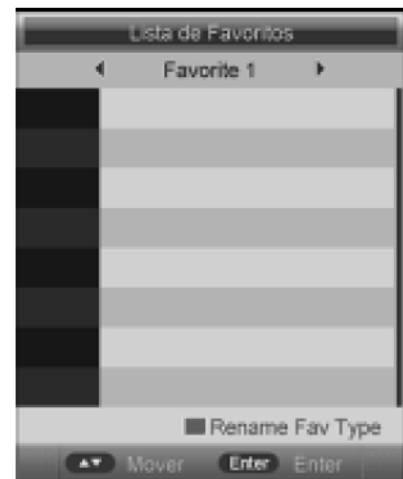 Lista de Favoritos
Favorite 1
Rename Fav Type
Mover Enter Enter